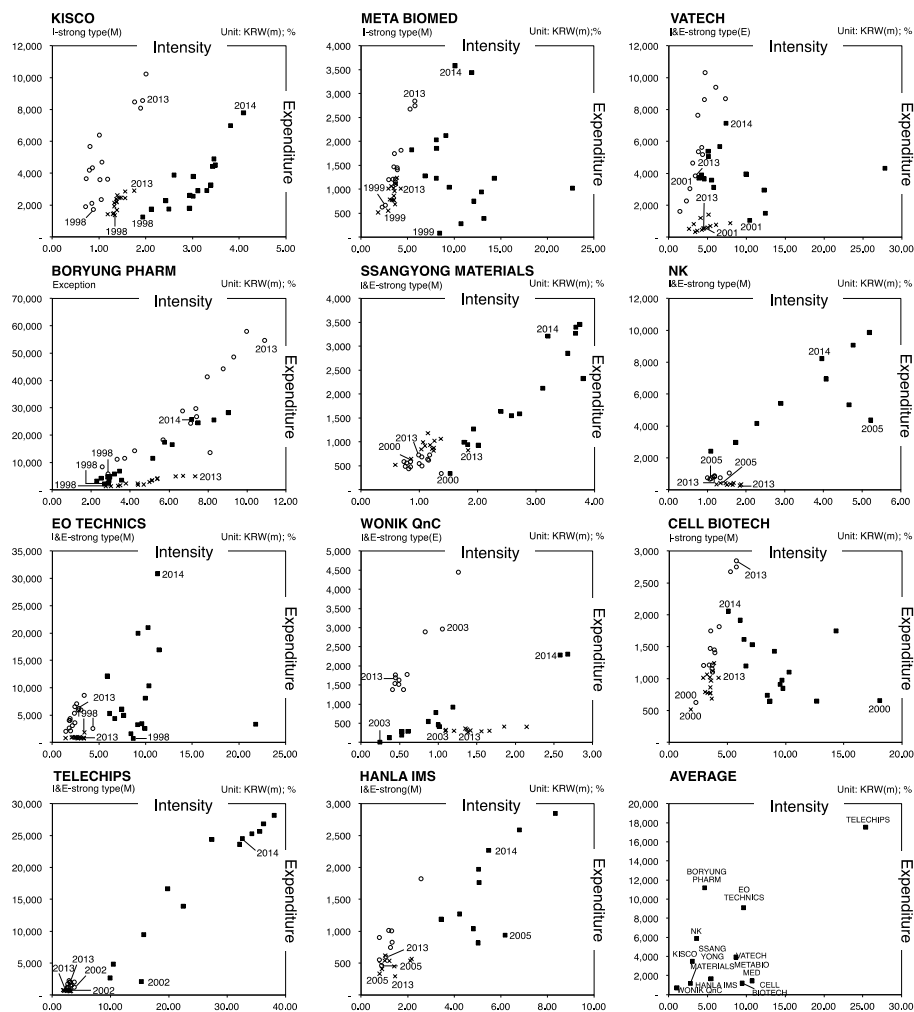 KISCO
I-strong type(M)
Unit: KRW(m); %
Intensity
Expenditure
12,000
10,000
8,000
6,000
4,000
2,000
-
0.00 1.00 2.00 3.00 4.00 5.00
2013
2014
2013
1998
1998
1998
META BIOMED
I-strong type(M)
Unit: KRW(m);%
Intensity
Expenditure
4,000
3,500
3,000
2,500
2,000
1,500
1,000
500
-
0.00 5.00 10.00 15.00 20.00 25.00
2014
2013
2013
1999
1999
1999
VATECH
I&E-strong type(E)
Unit: KRW(m); %
Intensity
Expenditure
12,000
10,000
8,000
6,000
4,000
2,000
-
0.00 5.00 10.00 15.00 20.00 25.00 30.00
2014
2013
2001
2013
2001
2001
BORYUNG PHARM
Exception
Unit: KRW(m); %
Intensity
Expenditure
70,000
60,000
50,000
40,000
30,000
20,000
10,000
-
0.00 2.00 4.00 6.00 8.00 10.00 12.00
2013
2014
1998
1998
1998
2013
SSANGYONG MATERIALS
I&E-strong type(M)
Unit: KRW(m); %
Intensity
Expenditure
4,000
3,500
3,000
2,500
2,000
1,500
1,000
500
-
0.00 1.00 2.00 3.00 4.00
2014
2013
2000
2013
2000
NK
I&E-strong type(M)
Unit: KRW(m); %
Intensity
Expenditure
12,000
10,000
8,000
6,000
4,000
2,000
-
0.00 1.00 2.00 3.00 4.00 5.00 6.00
2014
2005
2005
2005
2013
2013
EO TECHNICS
I&E-strong type(M)
Unit: KRW(m); %
Intensity
Expenditure
35,000
30,000
25,000
20,000
15,000
10,000
5,000
-
0.00 5.00 10.00 15.00 20.00 25.00
2014
2013
1998
2013
1998
WONIK QnC
I&E-strong type(E)
Unit: KRW(m); %
Intensity
Expenditure
5,000
4,500
4,000
3,500
3,000
2,500
2,000
1,500
1,000
500
-
0.00 0.50 1.00 1.50 2.00 2.50 3.00
2003
2014
2013
2003
2003
2013
CELL BIOTECH
I-strong type(M)
Unit: KRW(m); %
Intensity
Expenditure
3,000
2,500
2,000
1,500
1,000
500
-
0.00 5.00 10.00 15.00 20.00
2013
2014
2013
2000
2000
2000
TELECHIPS
I&E-strong type(M)
Unit: KRW(m); %
Intensity
Expenditure
30,000
25,000
20,000
15,000
10,000
5,000
-
0.00 10.00 20.00 30.00 40.00
2014
2013
2013
2002
2002
2002
HANLA IMS
I&E-strong(M)
Unit: KRW(m); %
Intensity
Expenditure
3,000
2,500
2,000
1,500
1,000
500
-
0.00 2.00 4.00 6.00 8.00 10.00
2014
2005
2013
2005
2005
2013
AVERAGE
Unit: KRW(m); %
Intensity
Expenditure
20,000
18,000
16,000
14,000
12,000
10,000
8,000
6,000
4,000
2,000
-
0.00 5.00 10.00 15.00 20.00 25.00 30.00
TELECHIPS
BORYUNG
PHARM
EO
TECHNICS
NK
SSANG
YONG
MATERIALS
KISCO
VATECH
METABIO
MED
HANLA IMS
CELL
BIOTECH
WONIK QnC